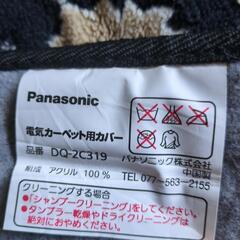 Panasonic
電気カーペット用カバー
品番 DQ-2C319
パナソニック株式会社
組成 アクリル 100% 中国製
TEL 077-563-2155
クリーニングする場合
●「シャンプークリーニング」をしてください。
●タンブラー乾燥やドライクリーニングは
絶対におやめください。